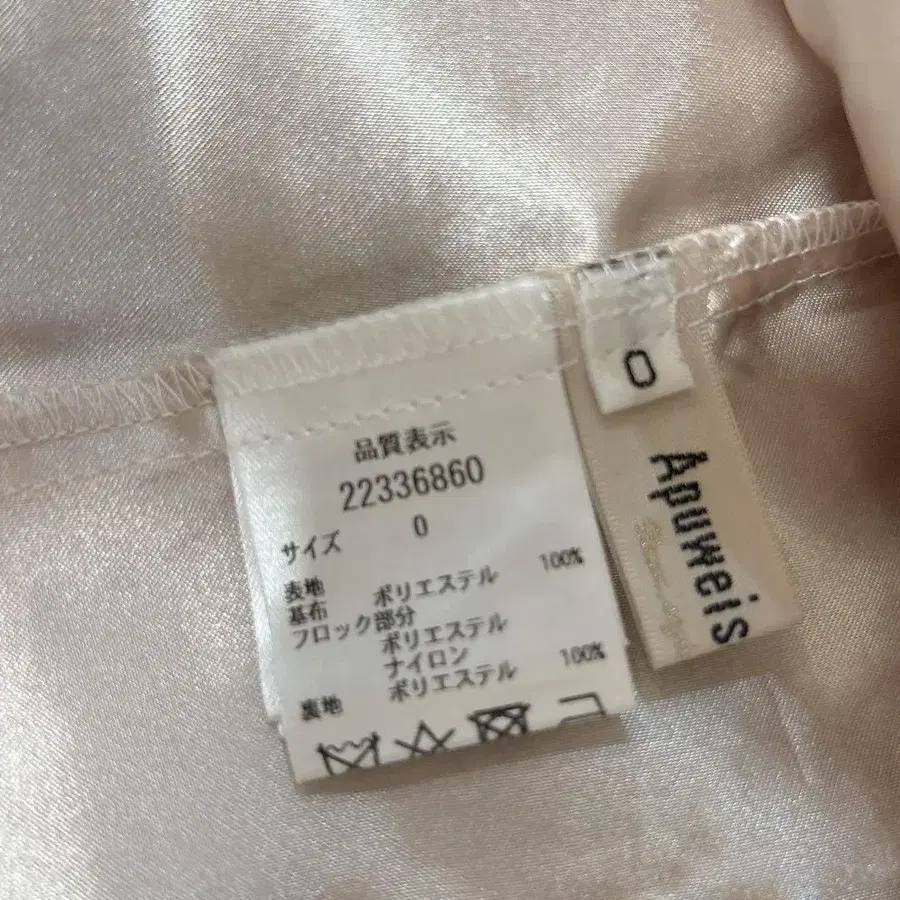 品質表示
22336860
サイズ 0
表地
基布 ポリエステル 100%
フロック部分
ポリエステル
ナイロン
裏地 ポリエステル 100%
0
Apuweis